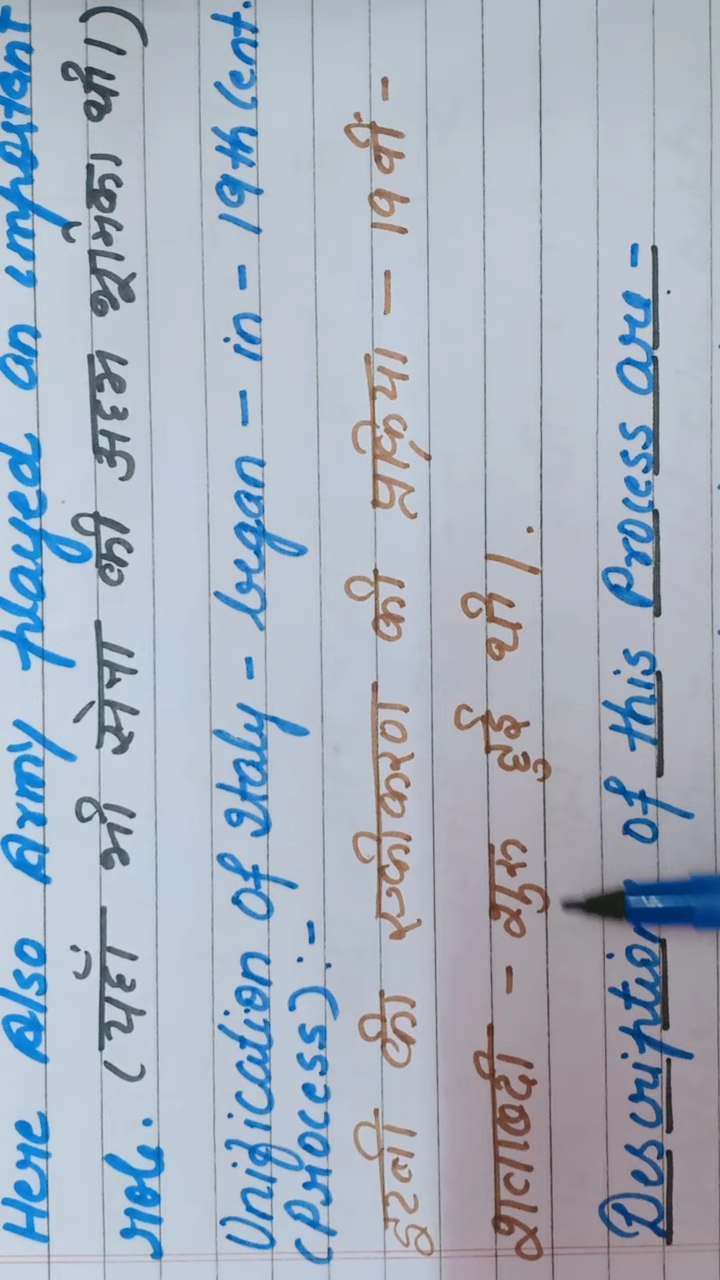 Here Also Army played an important
role. (यहाँ भी सेना की अहम भूमिका थी।)
Unification Of Italy - began - in - 19th Cent.
(Process) :-
इटली की एकीकरण की प्रक्रिया - 19वीं -
शताब्दी - शुरू हुई थी।.
Description of this Process are -